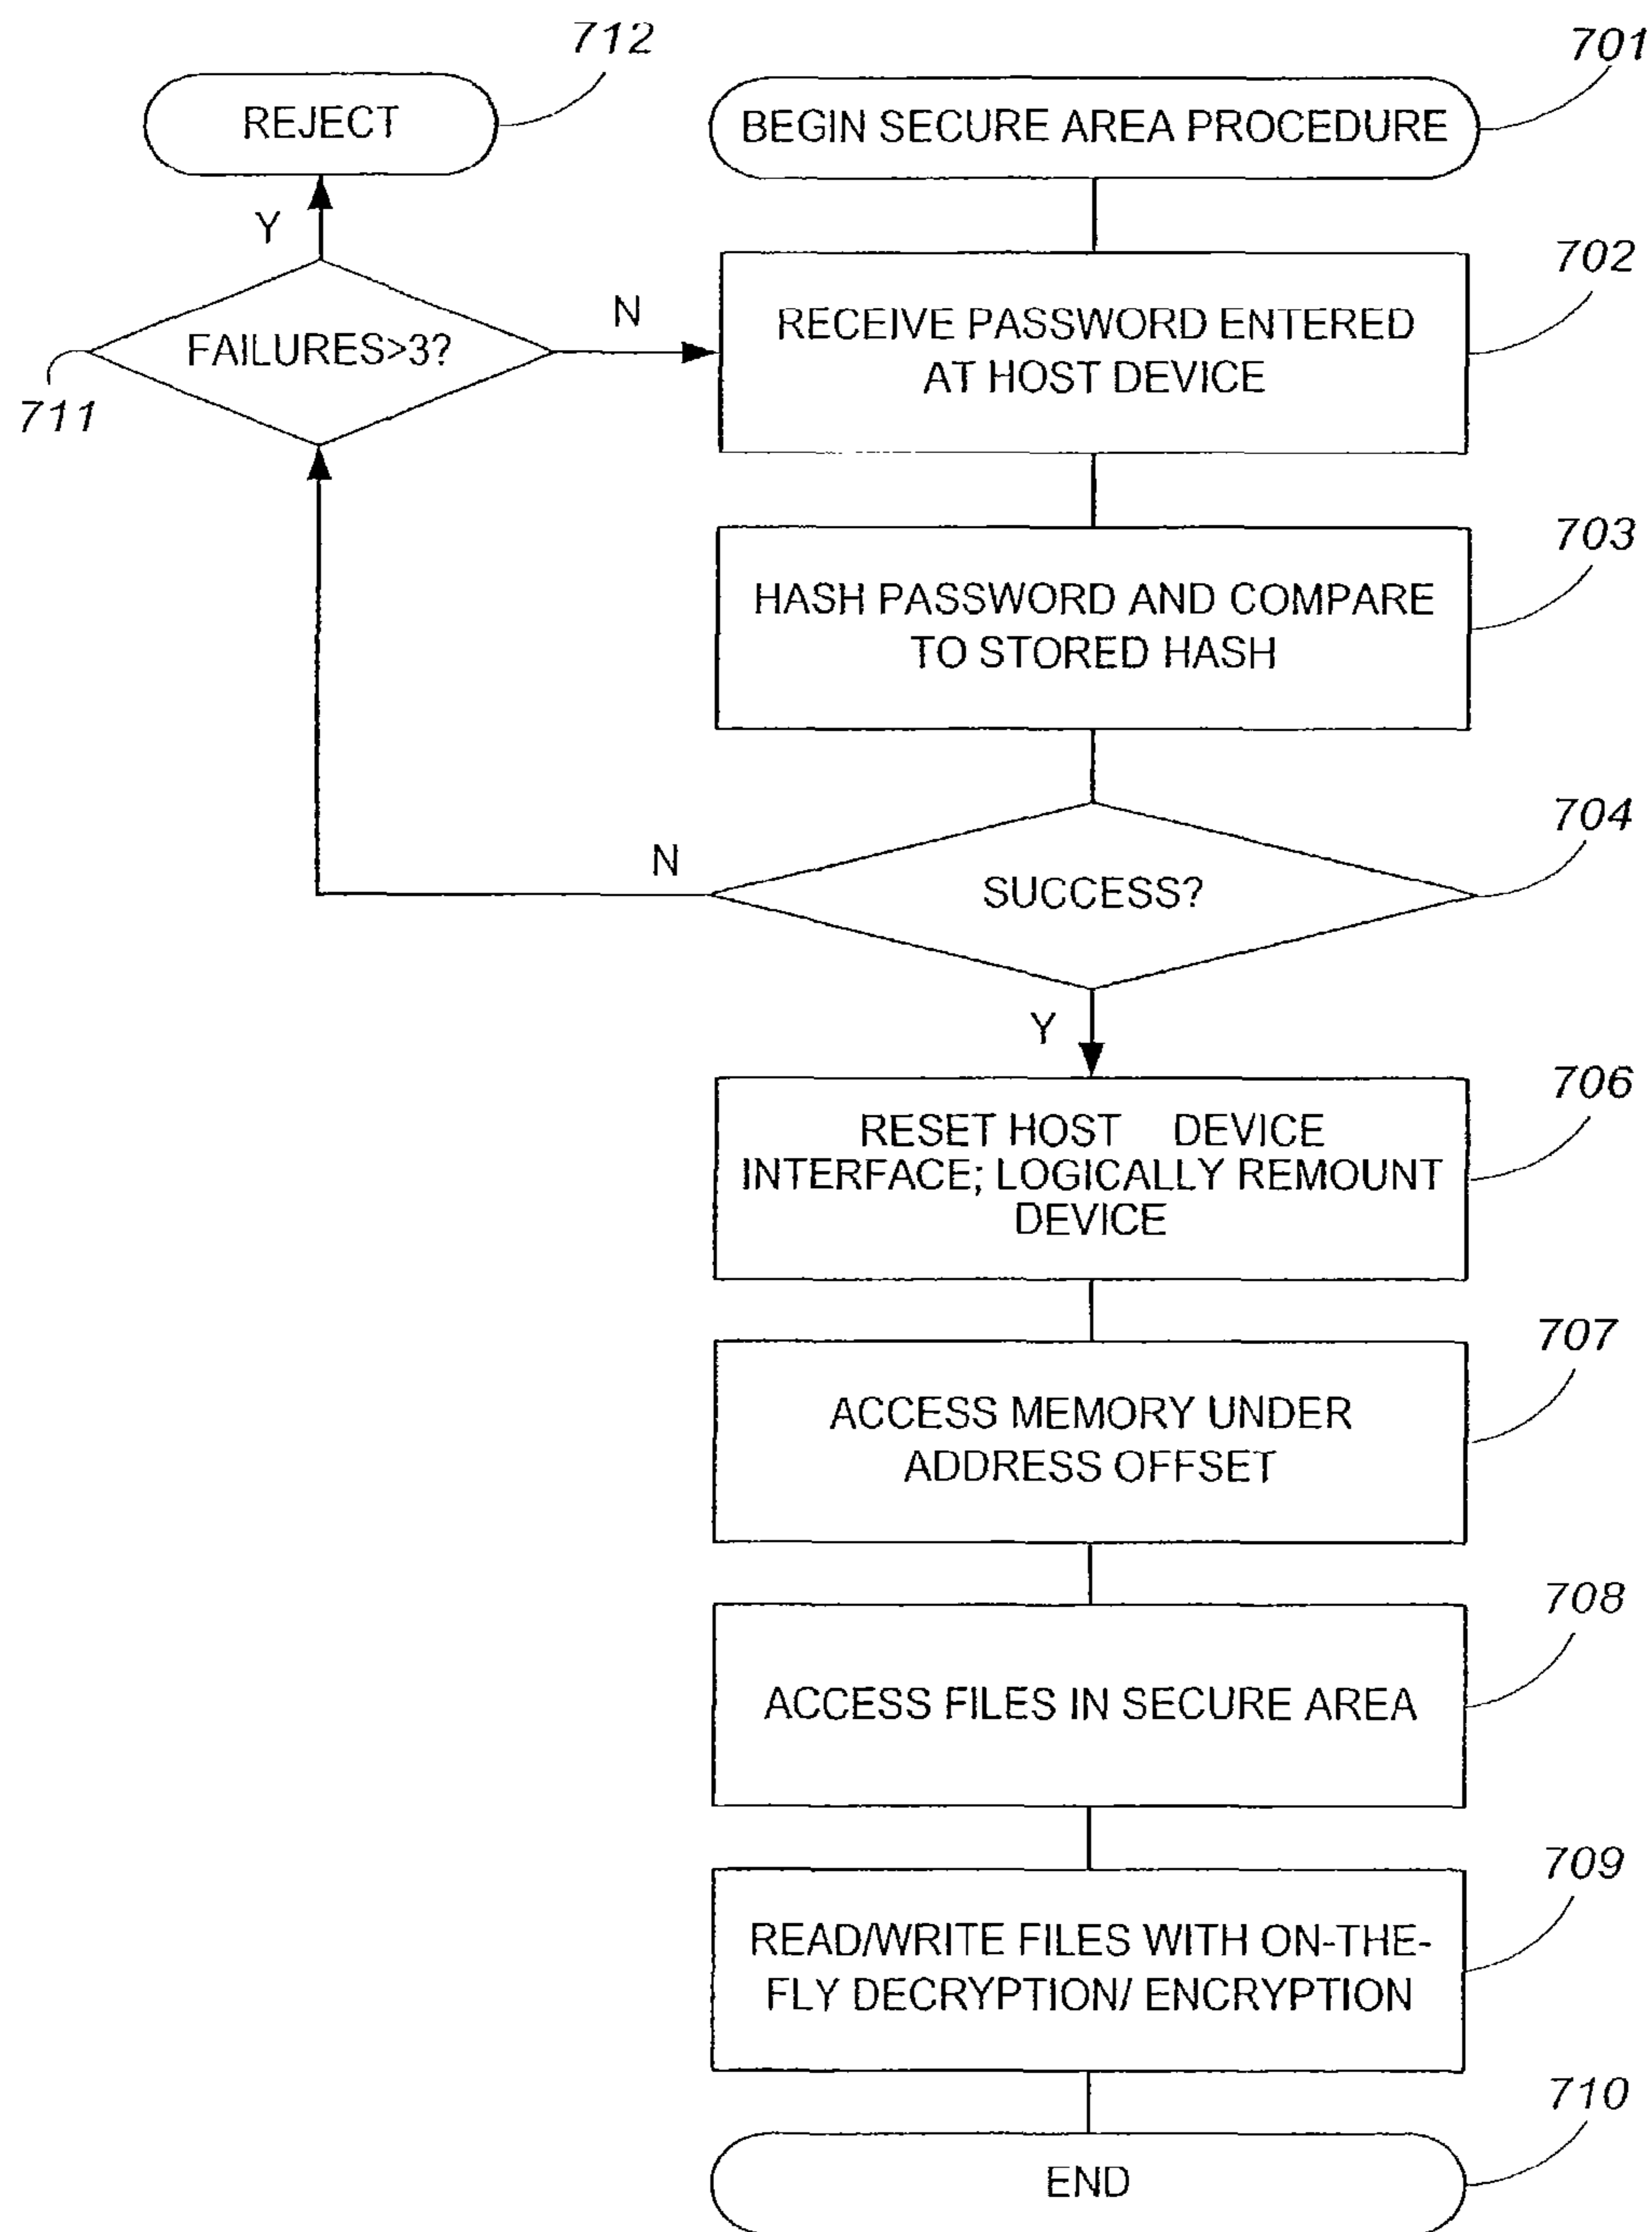 712
701
REJECT
BEGIN SECURE AREA PROCEDURE
Y
702
N
FAILURES>3?
RECEIVE PASSWORD ENTERED
AT HOST DEVICE
711
703
HASH PASSWORD AND COMPARE
TO STORED HASH
704
N
SUCCESS?
Y
706
RESET HOST DEVICE
INTERFACE; LOGICALLY REMOUNT
DEVICE
707
ACCESS MEMORY UNDER
ADDRESS OFFSET
708
ACCESS FILES IN SECURE AREA
709
READ/WRITE FILES WITH ON-THE-
FLY DECRYPTION/ ENCRYPTION
710
END